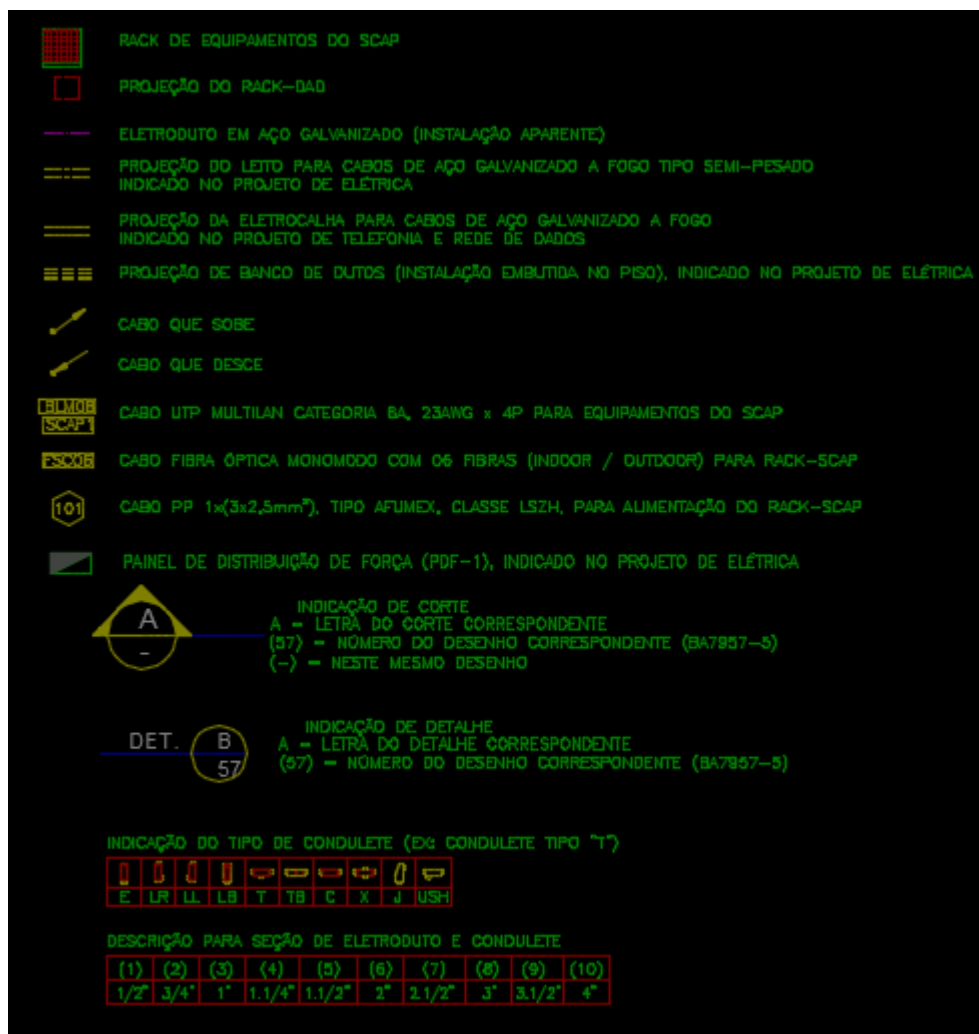 RACK DE EQUIPAMENTOS DO SCAP
PROJEÇÃO DO RACK-DAD
ELETRODUTO EM AÇO GALVANIZADO (INSTALAÇÃO APARENTE)
PROJEÇÃO DO LEITO PARA CABOS DE AÇO GALVANIZADO A FOGO TIPO SEMI-PESADO
INDICADO NO PROJETO DE ELÉTRICA
PROJEÇÃO DA ELETROCALHA PARA CABOS DE AÇO GALVANIZADO A FOGO
INDICADO NO PROJETO DE TELEFONIA E REDE DE DADOS
PROJEÇÃO DE BANCO DE DUTOS (INSTALAÇÃO EMBUTIDA NO PISO), INDICADO NO PROJETO DE ELÉTRICA
CABO QUE SOBE
CABO QUE DESCE
SCAP1
CABO UTP MULTILAN CATEGORIA 6A, 23AWG x 4P PARA EQUIPAMENTOS DO SCAP
CABO FIBRA ÓPTICA MONOMODO COM 06 FIBRAS (INDOOR / OUTDOOR) PARA RACK-SCAP
101 CABO PP 1x(3x2,5mm²), TIPO AFUMEX, CLASSE LSZH, PARA ALIMENTAÇÃO DO RACK-SCAP
PAINEL DE DISTRIBUIÇÃO DE FORÇA (PDF-1), INDICADO NO PROJETO DE ELÉTRICA
A
-
INDICAÇÃO DE CORTE
A - LETRA DO CORTE CORRESPONDENTE
(57) - NÚMERO DO DESENHO CORRESPONDENTE (BA7957-5)
(-) - NESTE MESMO DESENHO
DET. B
57
INDICAÇÃO DE DETALHE
A - LETRA DO DETALHE CORRESPONDENTE
(57) - NÚMERO DO DESENHO CORRESPONDENTE (BA7957-5)
INDICAÇÃO DO TIPO DE CONDULETE (EX: CONDULETE TIPO "T")
E LR LL LB T TB C X J USH
DESCRIÇÃO PARA SEÇÃO DE ELETRODUTO E CONDULETE
(1) (2) (3) (4) (5) (6) (7) (8) (9) (10)
1/2" 3/4" 1" 1.1/4" 1.1/2" 2" 2.1/2" 3" 3.1/2" 4"